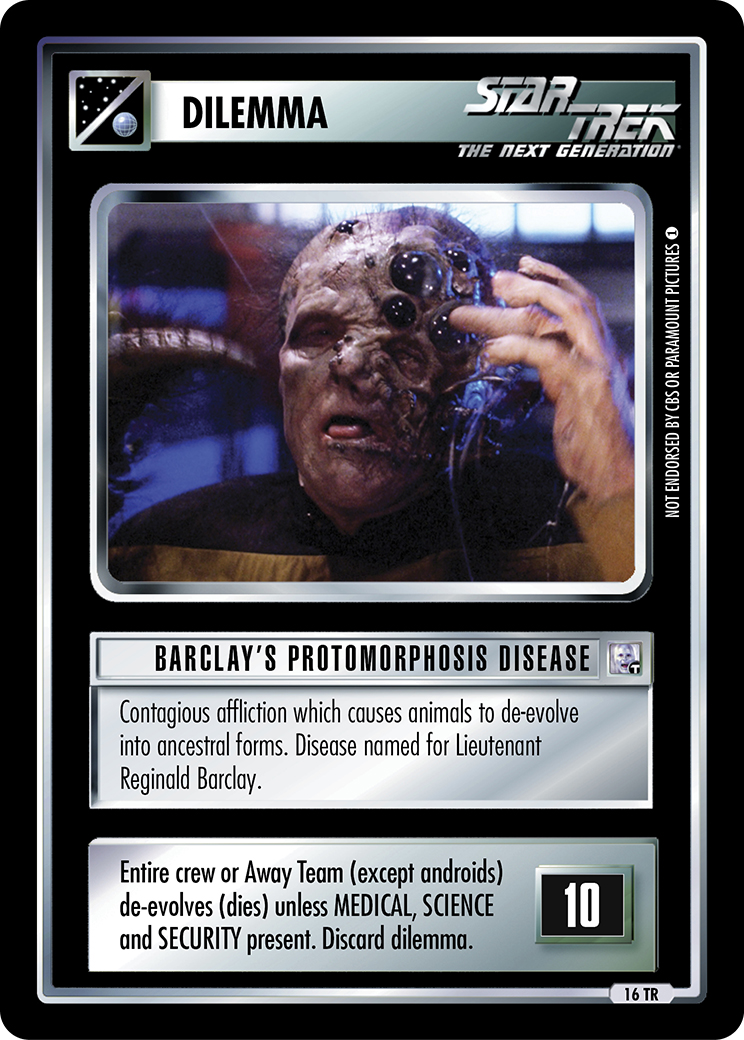 DILEMMA
STAR TREK
THE NEXT GENERATION
NOT ENDORSED BY CBS OR PARAMOUNT PICTURES 1
BARCLAY'S PROTOMORPHOSIS DISEASE
T
Contagious affliction which causes animals to de-evolve
into ancestral forms. Disease named for Lieutenant
Reginald Barclay.
Entire crew or Away Team (except androids)
de-evolves (dies) unless MEDICAL, SCIENCE
and SECURITY present. Discard dilemma.
10
16 TR